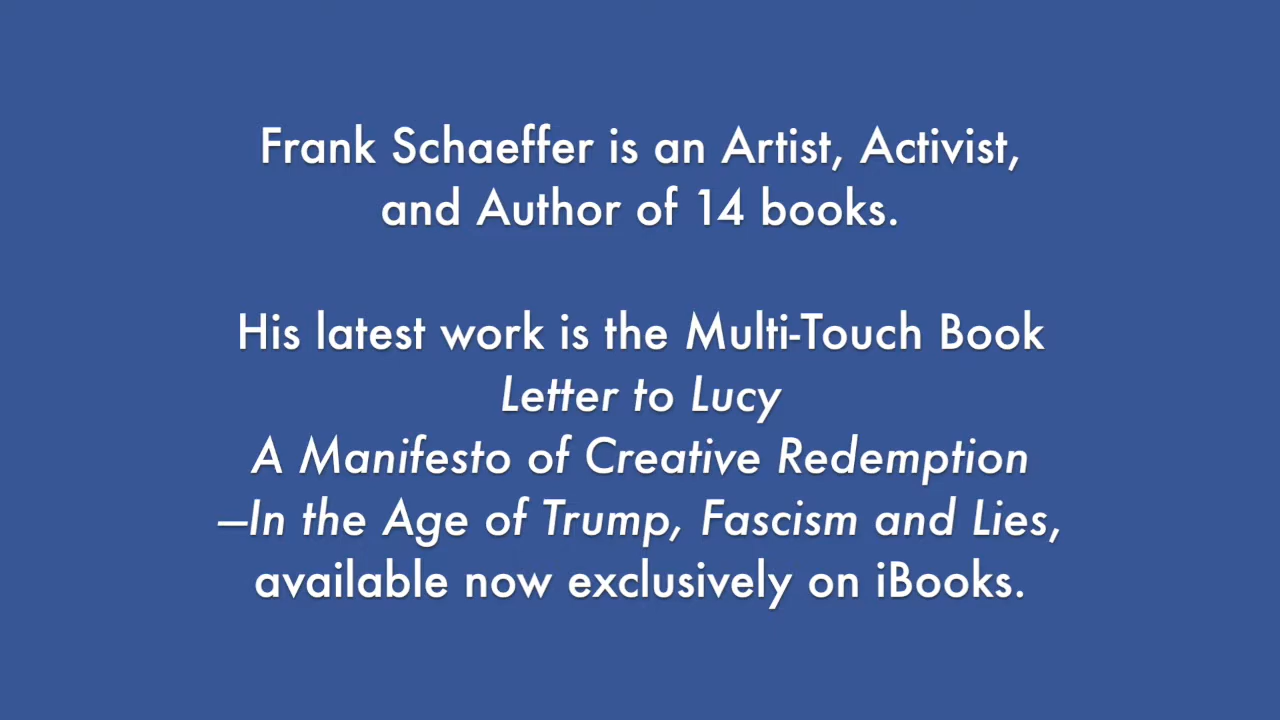 Frank Schaeffer is an Artist, Activist,
and Author of 14 books.
His latest work is the Multi-Touch Book
Letter to Lucy
A Manifesto of Creative Redemption
—In the Age of Trump, Fascism and Lies,
available now exclusively on iBooks.